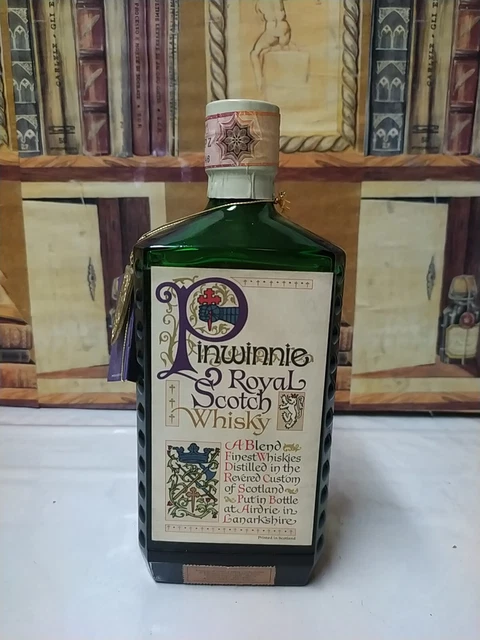 Pinwinnie
Royal
Scotch
Whisky
A Blend
Finest Whiskies
Distilled in the
Revered Custom
of Scotland
Put in Bottle
at Airdrie in
Lanarkshire
Printed in Scotland